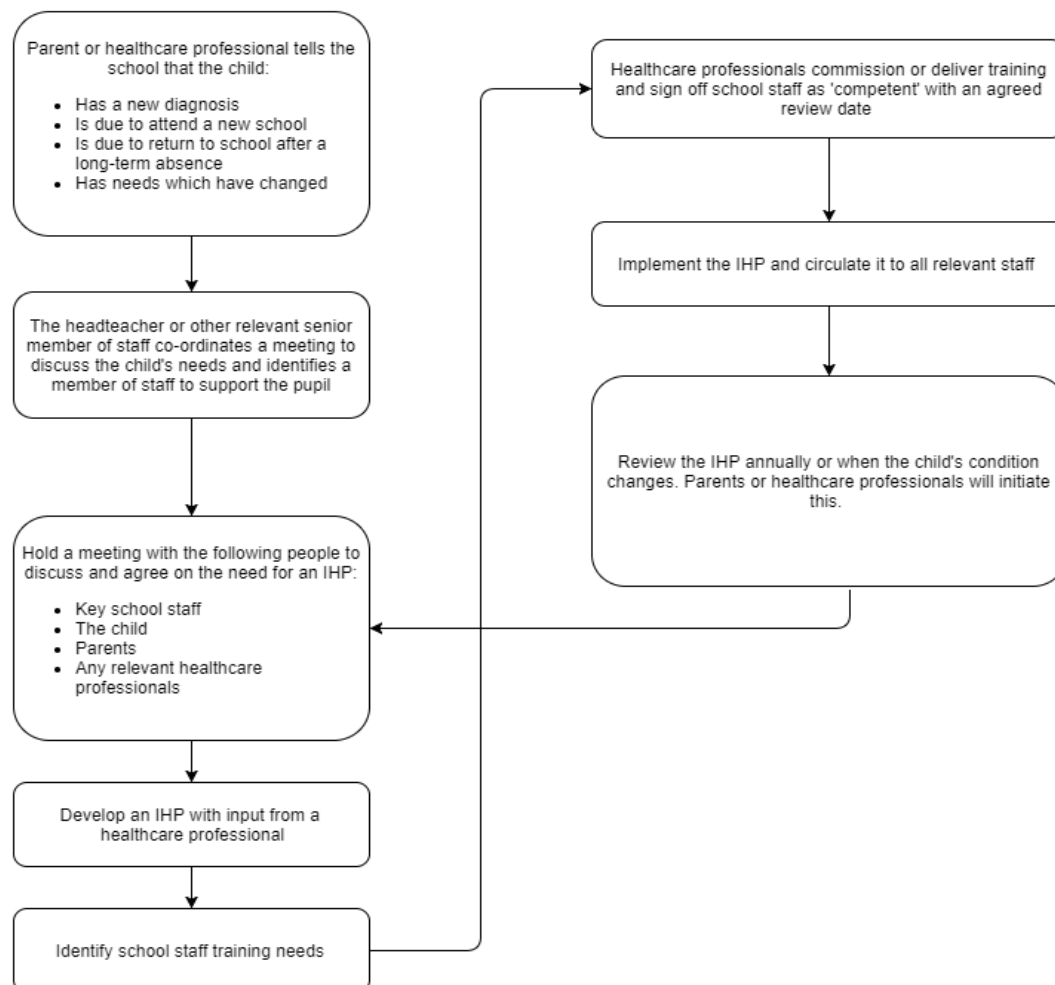 Parent or healthcare professional tells the
school that the child:
• Has a new diagnosis
• Is due to attend a new school
• Is due to return to school after a
long-term absence
• Has needs which have changed
The headteacher or other relevant senior
member of staff co-ordinates a meeting to
discuss the child's needs and identifies a
member of staff to support the pupil
Hold a meeting with the following people to
discuss and agree on the need for an IHP:
• Key school staff
• The child
• Parents
• Any relevant healthcare
professionals
Develop an IHP with input from a
healthcare professional
Identify school staff training needs
Healthcare professionals commission or deliver training
and sign off school staff as 'competent' with an agreed
review date
Implement the IHP and circulate it to all relevant staff
Review the IHP annually or when the child's condition
changes. Parents or healthcare professionals will initiate
this.